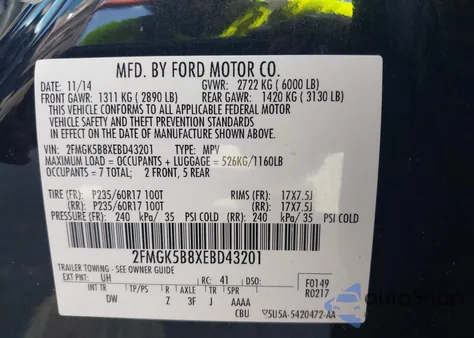 MFD. BY FORD MOTOR CO.
DATE: 11/14 GVWR: 2722 KG ( 6000 LB)
FRONT GAWR: 1311 KG ( 2890 LB) REAR GAWR: 1420 KG ( 3130 LB)
THIS VEHICLE CONFORMS TO ALL APPLICABLE FEDERAL MOTOR
VEHICLE SAFETY AND THEFT PREVENTION STANDARDS
IN EFFECT ON THE DATE OF MANUFACTURE SHOWN ABOVE.
VIN: 2FMGK5B8XEBD43201 TYPE: MPV
MAXIMUM LOAD = OCCUPANTS + LUGGAGE = 526KG/1160LB
OCCUPANTS = 7 TOTAL; 2 FRONT, 5 REAR
TIRE (FR): P235/60R17 100T RIMS (FR): 17X7.5J
(RR): P235/60R17 100T (RR): 17X7.5J
PRESSURE (FR): 240 kPa/ 35 PSI COLD (RR): 240 kPa/ 35 PSI COLD
2FMGK5B8XEBD43201
TRAILER TOWING - SEE OWNER GUIDE
EXT PNT: UH RC: 41 DSO: F0149
INT TR TP/PS R AXLE TR SPR R0217
DW Z 3F J AAAA
CBU 5U5A-5420472-AA